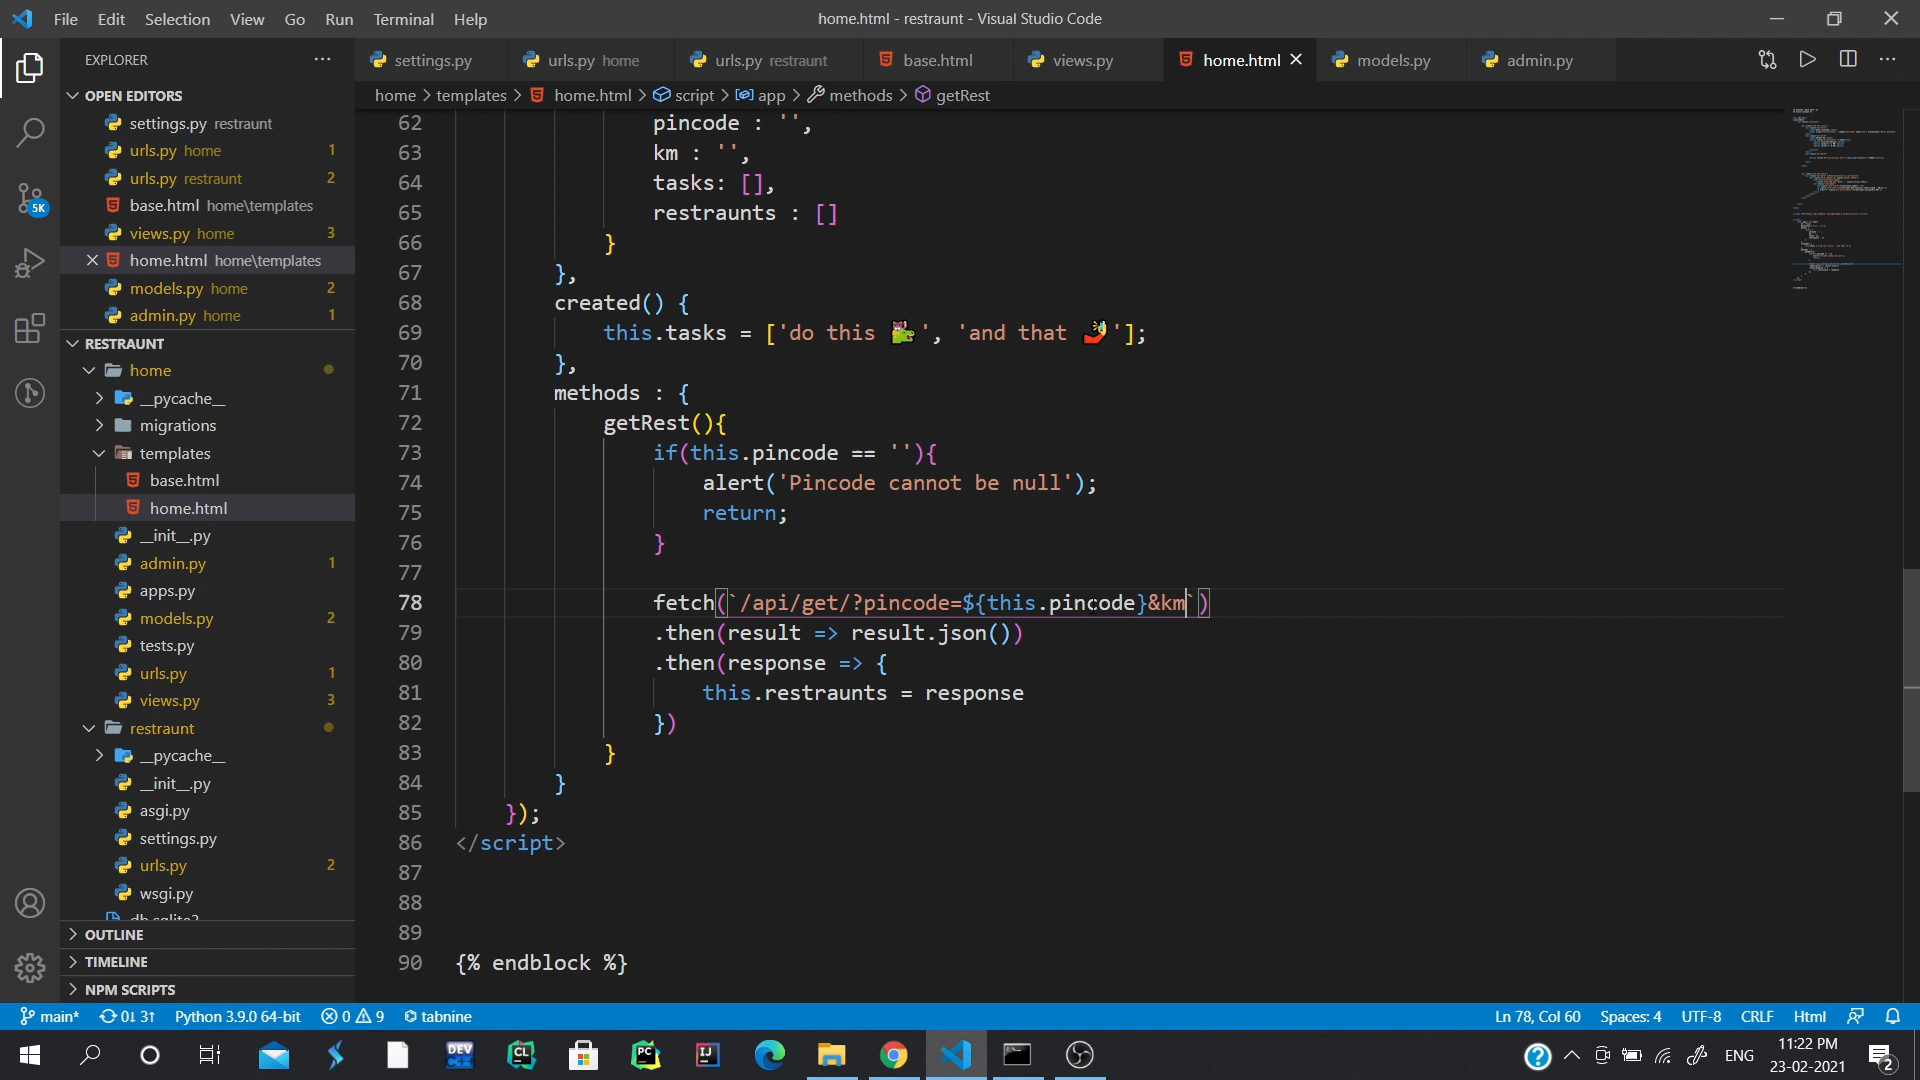 File Edit Selection View Go Run Terminal Help
home.html - restraunt - Visual Studio Code
EXPLORER
settings.py
urls.py home
urls.py restraunt
base.html
views.py
home.html
models.py
admin.py
home > templates > home.html > script > app > methods > getRest
OPEN EDITORS
settings.py restraunt
urls.py home 1
urls.py restraunt 2
base.html home\templates
views.py home 3
home.html home\templates
models.py home 2
admin.py home 1
RESTRAUNT
home
__pycache__
migrations
templates
base.html
home.html
__init__.py
admin.py 1
apps.py
models.py 2
tests.py
urls.py 1
views.py 3
restraunt
__pycache__
__init__.py
asgi.py
settings.py
urls.py 2
wsgi.py
db.sqlite3
OUTLINE
TIMELINE
NPM SCRIPTS
5K
62 pincode : '',
63 km : '',
64 tasks: [],
65 restraunts : []
66 }
67 },
68 created() {
69 this.tasks = ['do this ', 'and that '];
70 },
71 methods : {
72 getRest(){
73 if(this.pincode == ''){
74 alert('Pincode cannot be null');
75 return;
76 }
77
78 fetch(`/api/get/?pincode=${this.pincode}&km`)
79 .then(result => result.json())
80 .then(response => {
81 this.restraunts = response
82 })
83 }
84 }
85 });
86 </script>
87
88
89
90 {% endblock %}
main* 0↓ 3↑ Python 3.9.0 64-bit 0 9 tabnine
Ln 78, Col 60 Spaces: 4 UTF-8 CRLF Html
DEV C++
CL
PC
IJ
ENG
11:22 PM
23-02-2021
2